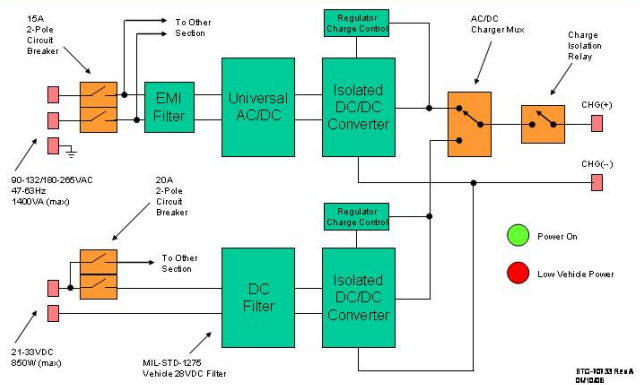 15A
2-Pole
Circuit
Breaker
To Other
Section
Regulator
Charge Control
AC/DC
Charger Mux
Charge
Isolation
Relay
EMI
Filter
Universal
AC/DC
Isolated
DC/DC
Converter
CHG(+)
CHG(--)
90-132/180-265VAC
47-63Hz
1400VA (max)
20A
2-Pole
Circuit
Breaker
To Other
Section
Regulator
Charge Control
DC
Filter
Isolated
DC/DC
Converter
Power On
Low Vehicle Power
21-33VDC
850W (max)
MIL-STD-1275
Vehicle 28VDC Filter